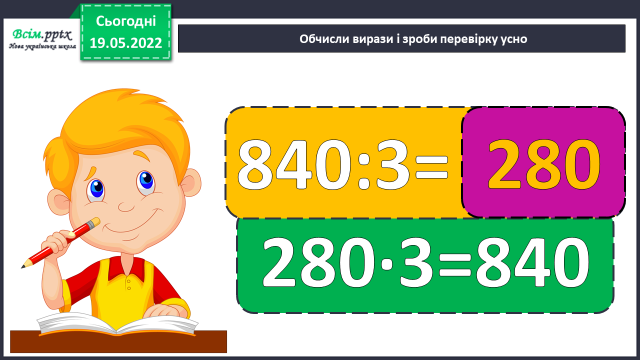 Всім.pptx
Нова українська школа
Сьогодні
19.05.2022
Обчисли вирази і зроби перевірку усно
840:3= 280
280·3=840